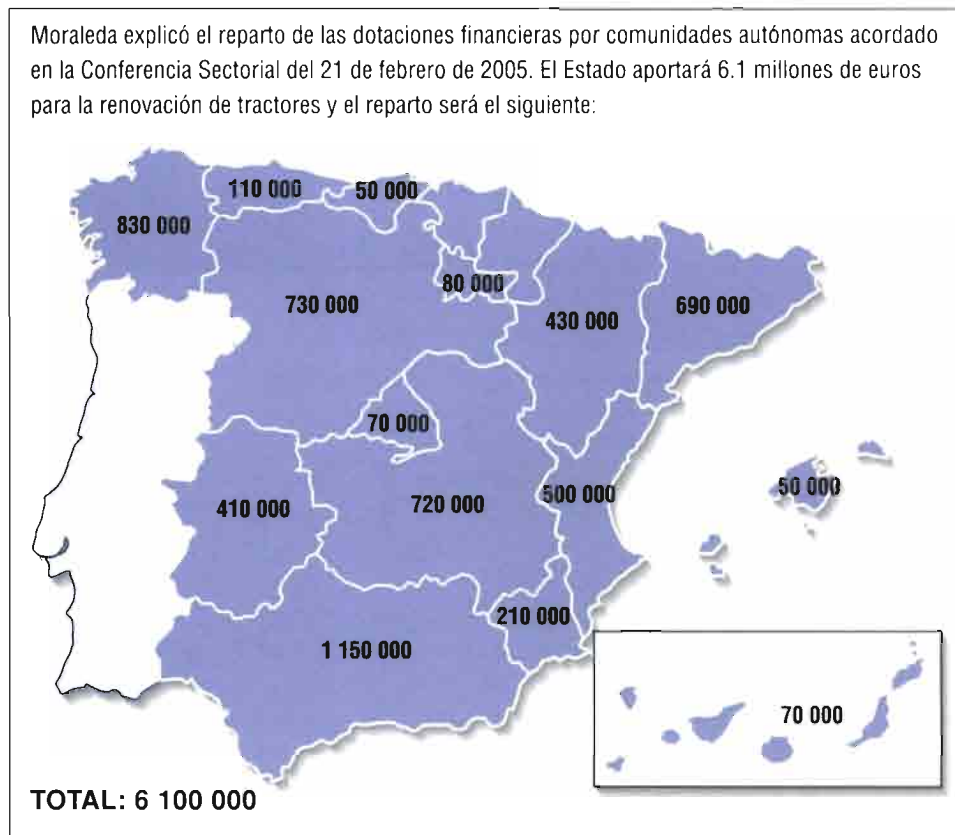 Moraleda explicó el reparto de las dotaciones financieras por comunidades autónomas acordado
en la Conferencia Sectorial del 21 de febrero de 2005. El Estado aportará 6.1 millones de euros
para la renovación de tractores y el reparto será el siguiente:
110 000
50 000
830 000
80 000
730 000
430 000
690 000
70 000
410 000
720 000
500 000
50 000
210 000
1 150 000
70 000
TOTAL: 6 100 000